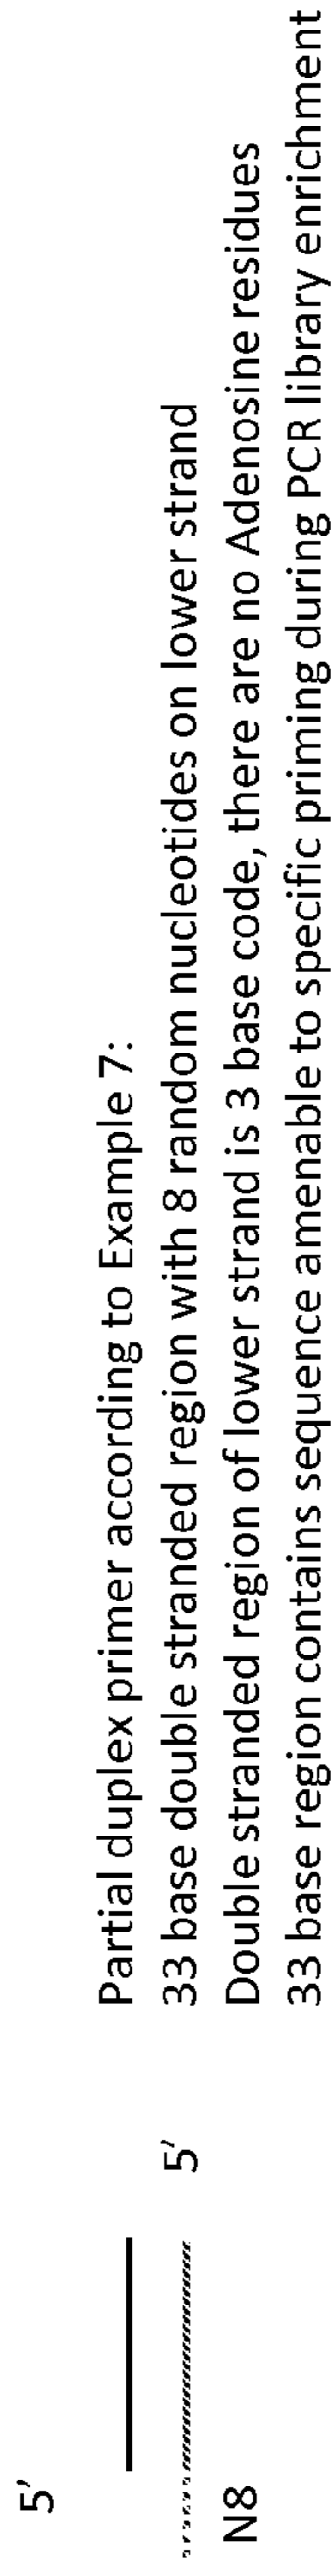 5′
5′
N8
Partial duplex primer according to Example 7:
33 base double stranded region with 8 random nucleotides on lower strand
Double stranded region of lower strand is 3 base code, there are no Adenosine residues
33 base region contains sequence amenable to specific priming during PCR library enrichment